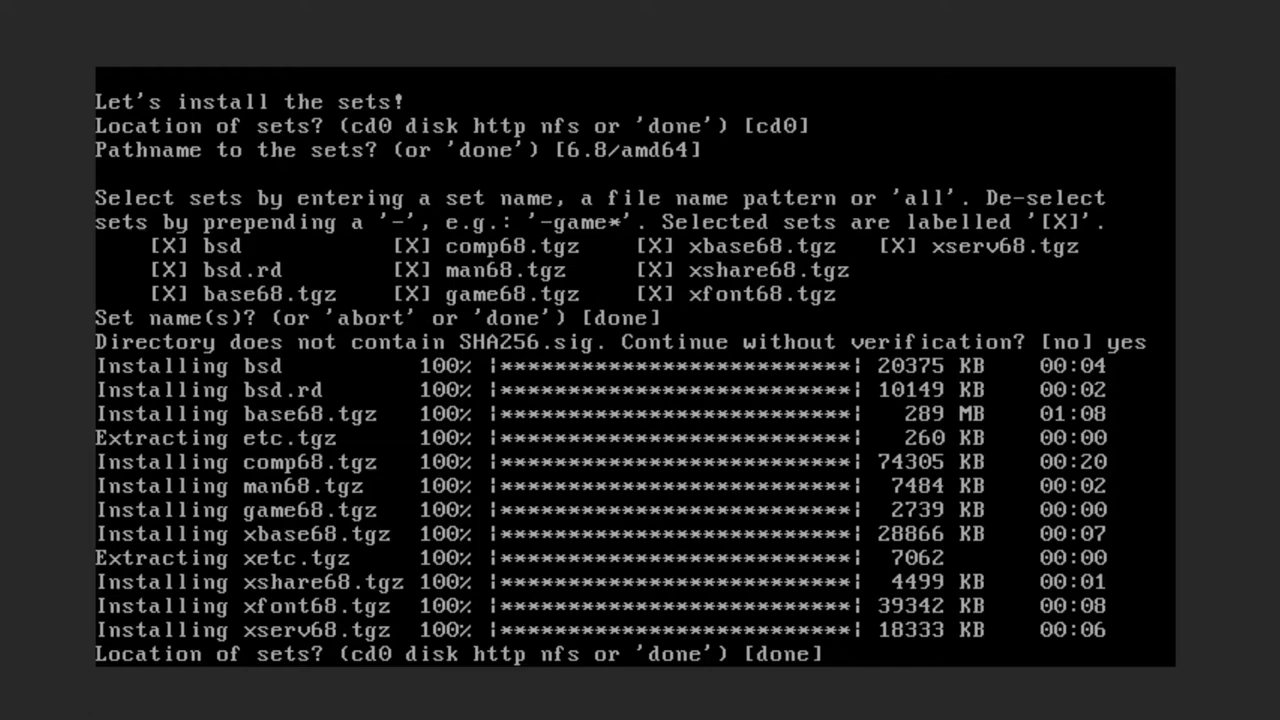 Let's install the sets!
Location of sets? (cd0 disk http nfs or 'done') [cd0]
Pathname to the sets? (or 'done') [6.8/amd64]
Select sets by entering a set name, a file name pattern or 'all'. De-select
sets by prepending a '-', e.g.: '-game*'. Selected sets are labelled '[X]'.
[X] bsd [X] comp68.tgz [X] xbase68.tgz [X] xserv68.tgz
[X] bsd.rd [X] man68.tgz [X] xshare68.tgz
[X] base68.tgz [X] game68.tgz [X] xfont68.tgz
Set name(s)? (or 'abort' or 'done') [done]
Directory does not contain SHA256.sig. Continue without verification? [no] yes
Installing bsd 100% |**************************| 20375 KB 00:04
Installing bsd.rd 100% |**************************| 10149 KB 00:02
Installing base68.tgz 100% |**************************| 289 MB 01:08
Extracting etc.tgz 100% |**************************| 260 KB 00:00
Installing comp68.tgz 100% |**************************| 74305 KB 00:20
Installing man68.tgz 100% |**************************| 7484 KB 00:02
Installing game68.tgz 100% |**************************| 2739 KB 00:00
Installing xbase68.tgz 100% |**************************| 28866 KB 00:07
Extracting xetc.tgz 100% |**************************| 7062 00:00
Installing xshare68.tgz 100% |**************************| 4499 KB 00:01
Installing xfont68.tgz 100% |**************************| 39342 KB 00:08
Installing xserv68.tgz 100% |**************************| 18333 KB 00:06
Location of sets? (cd0 disk http nfs or 'done') [done]